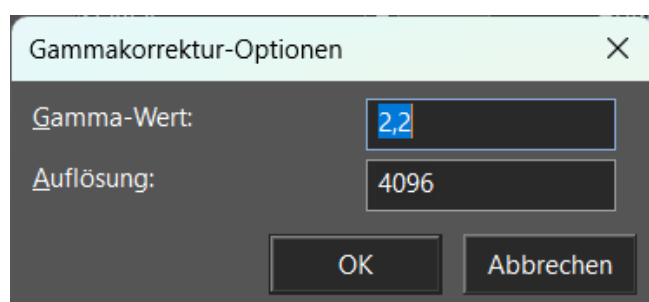 Gammakorrektur-Optionen
Gamma-Wert: 2,2
Auflösung: 4096
OK Abbrechen